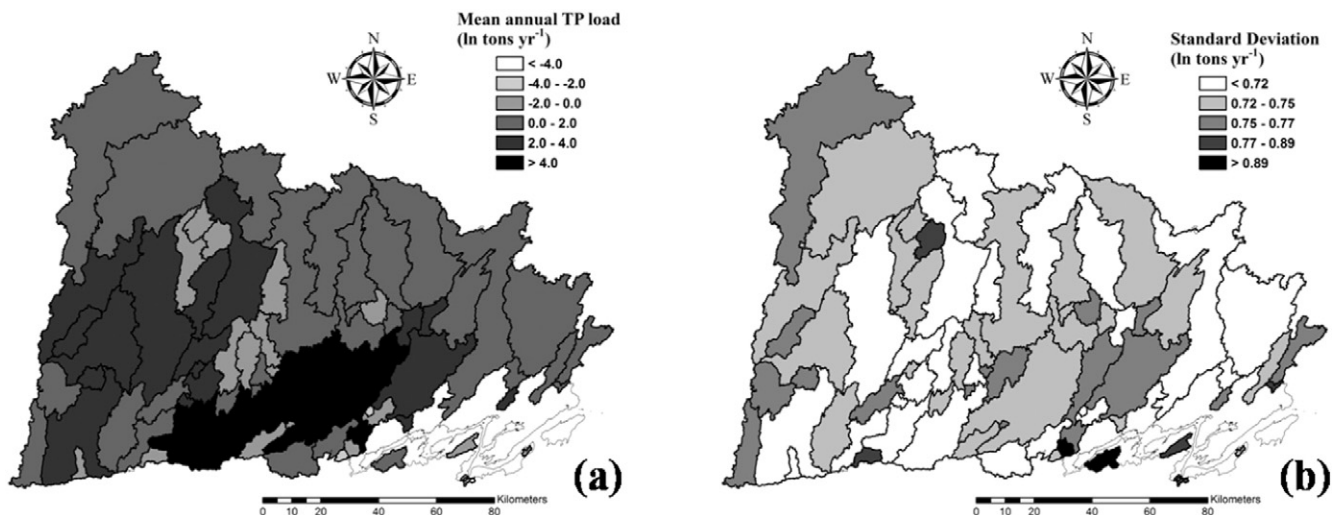 Mean annual TP load
(ln tons yr⁻¹)
< -4.0
-4.0 - -2.0
-2.0 - 0.0
0.0 - 2.0
2.0 - 4.0
> 4.0
N
W E
S
(a)
Kilometers
0 10 20 40 60 80
Standard Deviation
(ln tons yr⁻¹)
< 0.72
0.72 - 0.75
0.75 - 0.77
0.77 - 0.89
> 0.89
N
W E
S
(b)
Kilometers
0 10 20 40 60 80